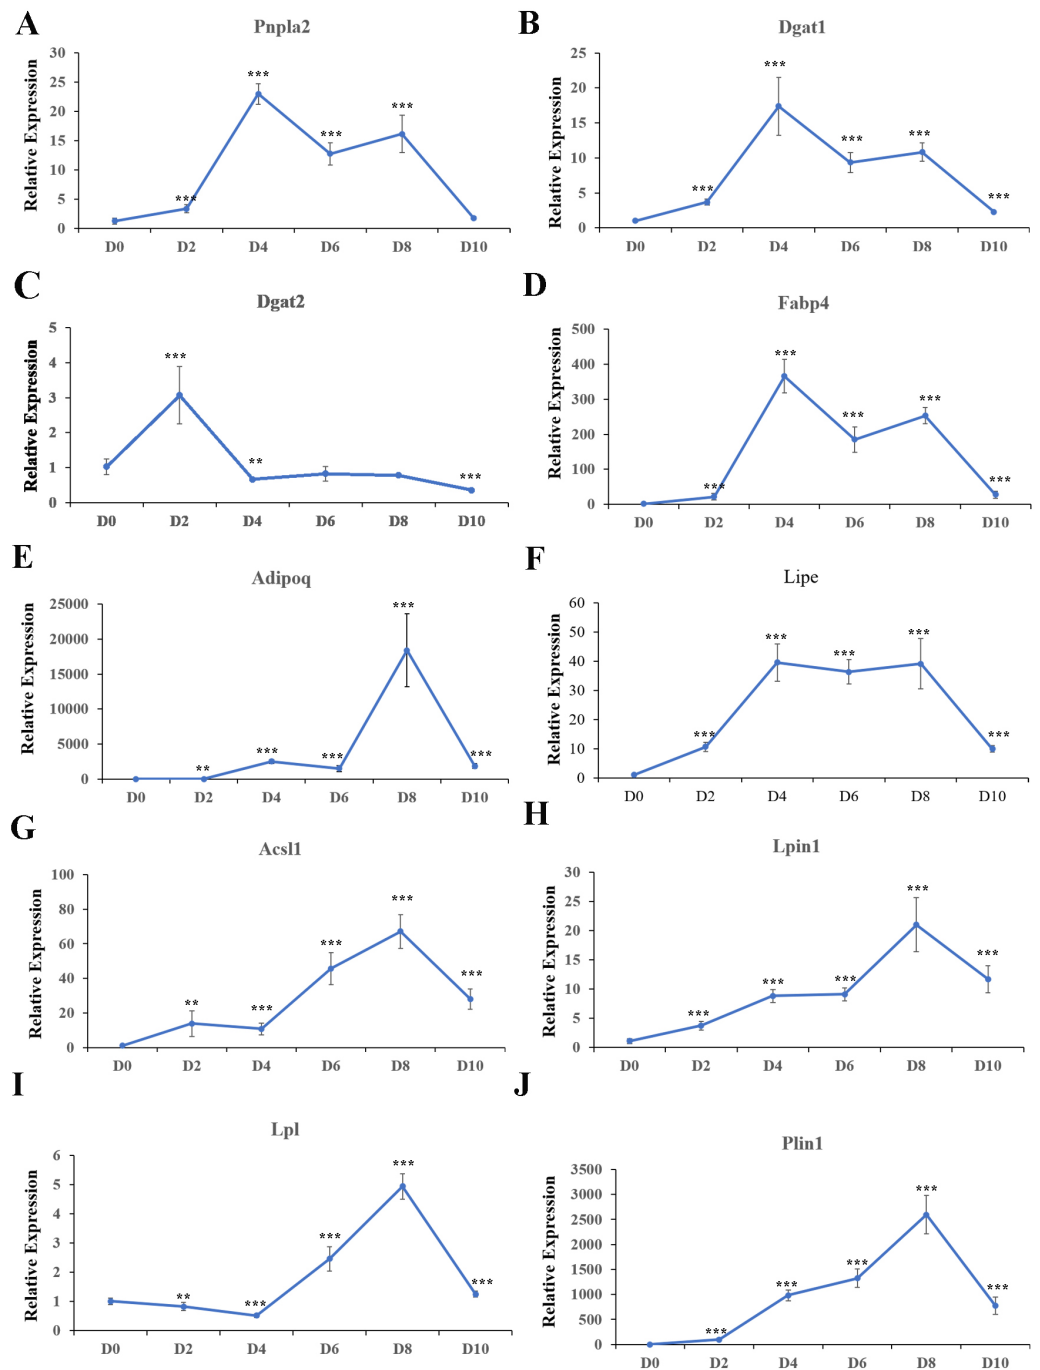 A
Pnpla2
Relative Expression
30
25
20
15
10
5
0
***
***
***
***
D0 D2 D4 D6 D8 D10
B
Dgat1
Relative Expression
25
20
15
10
5
0
***
***
***
***
***
D0 D2 D4 D6 D8 D10
C
Dgat2
Relative Expression
5
4
3
2
1
0
***
**
***
D0 D2 D4 D6 D8 D10
D
Fabp4
Relative Expression
500
400
300
200
100
0
***
***
***
***
***
D0 D2 D4 D6 D8 D10
E
Adipoq
Relative Expression
25000
20000
15000
10000
5000
0
**
***
***
***
***
D0 D2 D4 D6 D8 D10
F
Lipe
Relative Expression
60
50
40
30
20
10
0
***
***
***
***
***
D0 D2 D4 D6 D8 D10
G
Acsl1
Relative Expression
100
80
60
40
20
0
**
***
***
***
***
D0 D2 D4 D6 D8 D10
H
Lpin1
Relative Expression
30
25
20
15
10
5
0
***
***
***
***
***
D0 D2 D4 D6 D8 D10
I
Lpl
Relative Expression
6
5
4
3
2
1
0
**
***
***
***
***
D0 D2 D4 D6 D8 D10
J
Plin1
Relative Expression
3500
3000
2500
2000
1500
1000
500
0
***
***
***
***
***
D0 D2 D4 D6 D8 D10